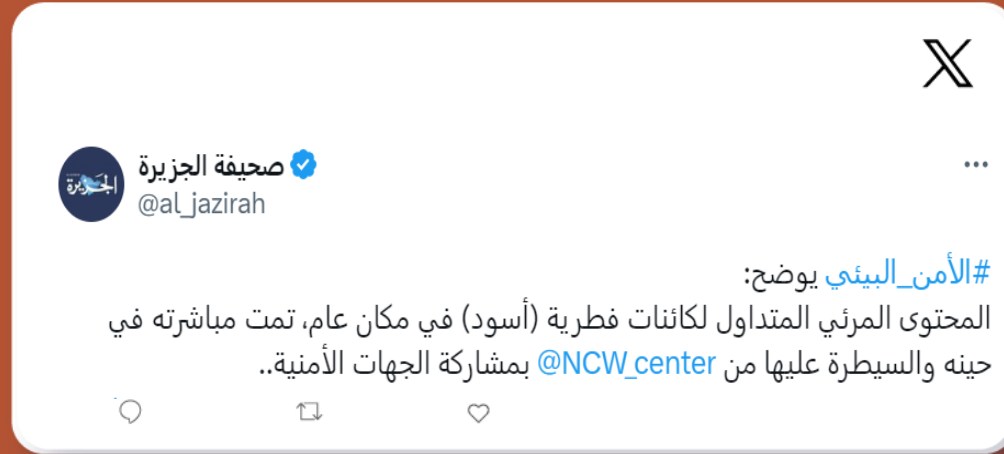 X
صحيفة الجزيرة
الجزيرة
@al_jazirah
#الأمن_البيئي يوضح:
المحتوى المرئي المتداول لكائنات فطرية (أسود) في مكان عام، تمت مباشرته في
حينه والسيطرة عليها من NCW_center@ بمشاركة الجهات الأمنية..